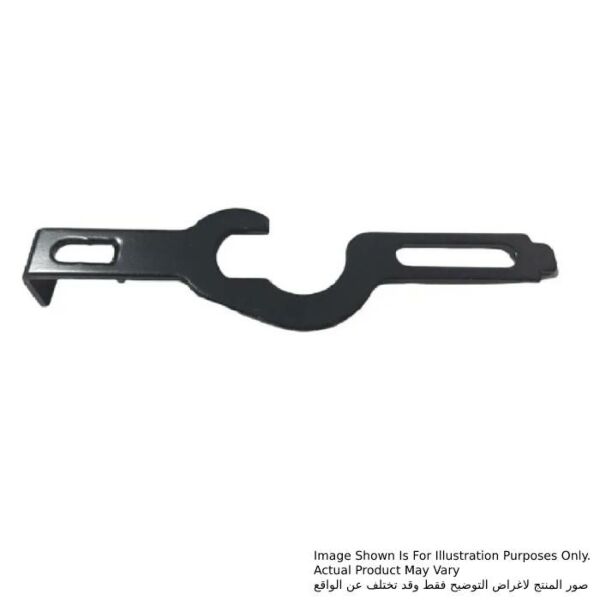 Image Shown Is For Illustration Purposes Only.
Actual Product May Vary
صور المنتج لاغراض التوضيح فقط وقد تختلف عن الواقع